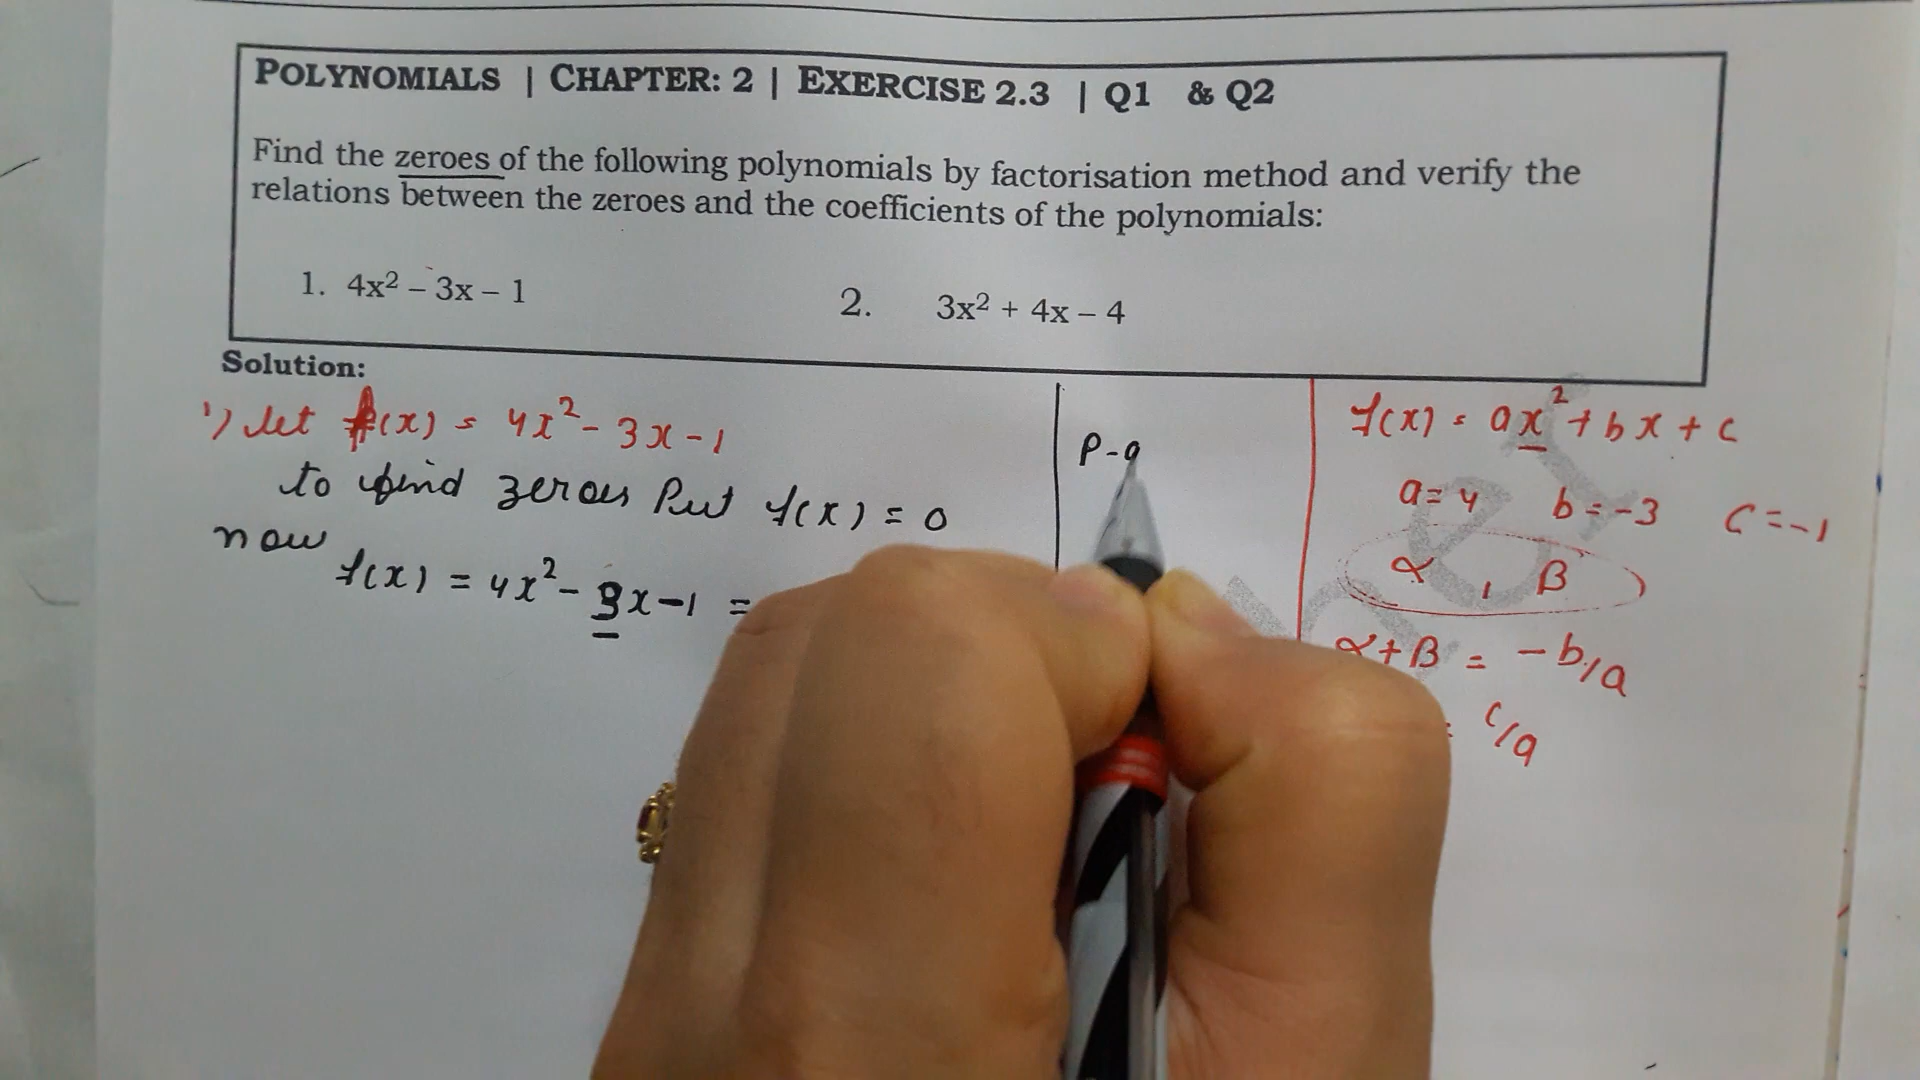 POLYNOMIALS | CHAPTER: 2 | EXERCISE 2.3 | Q1 & Q2
Find the zeroes of the following polynomials by factorisation method and verify the
relations between the zeroes and the coefficients of the polynomials:
1. 4x² – 3x – 1
2. 3x² + 4x – 4
Solution:
1) Let f(x) = 4x² - 3x - 1
to find zeroes Put f(x) = 0
now
f(x) = 4x² - 3x - 1 =
P-q
f(x) = ax² + bx + c
a = 4 b = -3 c = -1
α , β
α + β = -b/a
= c/a